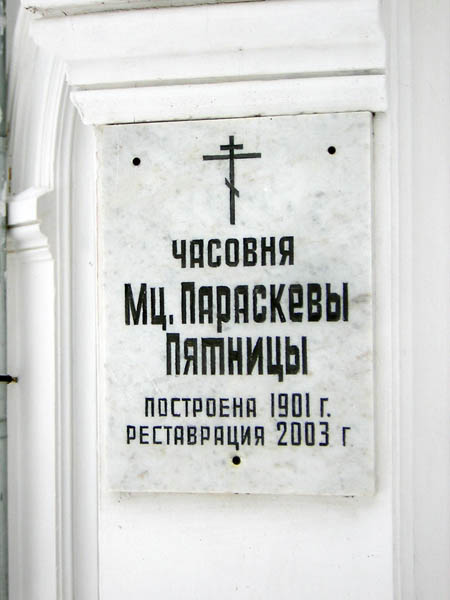 ЧАСОВНЯ
Мц. ПАРАСКЕВЫ
ПЯТНИЦЫ
ПОСТРОЕНА 1901 г.
РЕСТАВРАЦИЯ 2003 г